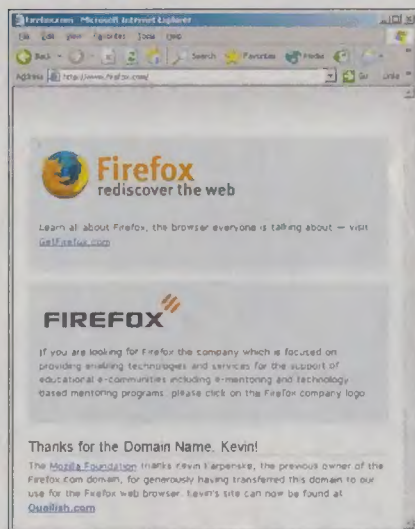 Firefox.com - Microsoft Internet Explorer
File Edit View Favorites Tools Help
Back Search Favorites Media
Address http://www.firefox.com/ Go Links
Firefox
rediscover the web
Learn all about Firefox, the browser everyone is talking about — visit
GetFirefox.com
FIREFOX
If you are looking for Firefox the company which is focused on
providing enabling technologies and services for the support of
educational e-communities including e-mentoring and technology
based mentoring programs, please click on the Firefox company logo
Thanks for the Domain Name, Kevin!
The Mozilla Foundation thanks Kevin Karpenske, the previous owner of the
Firefox.com domain, for generously having transferred this domain to our
use for the Firefox web browser. Kevin's site can now be found at